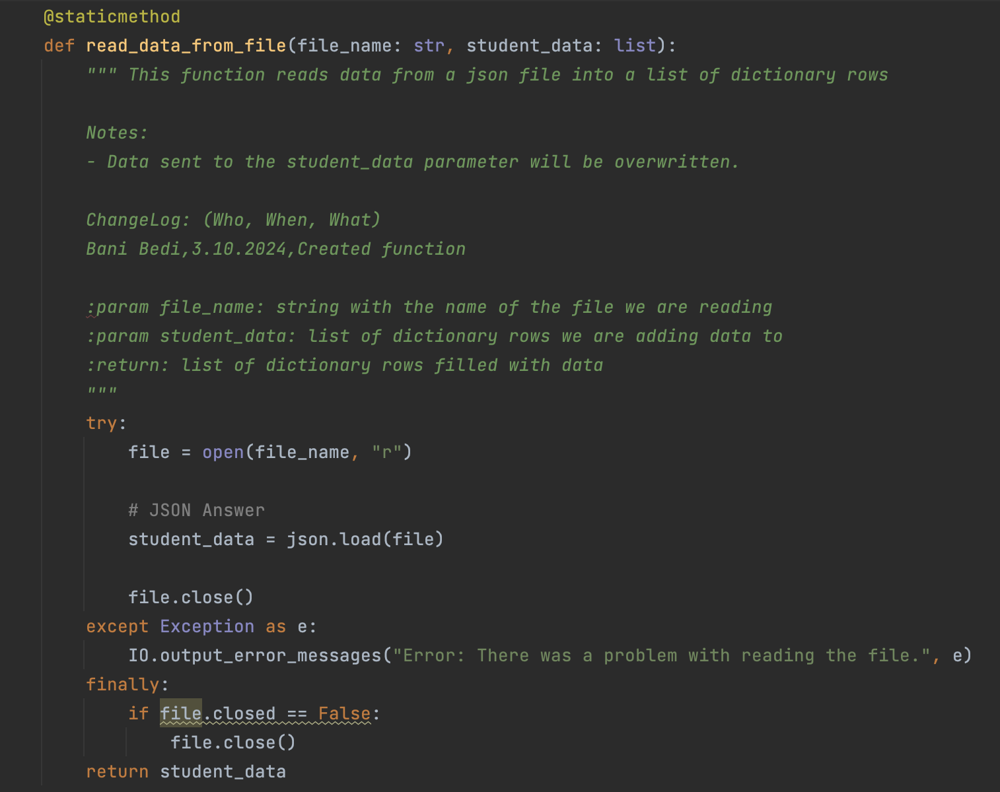 @staticmethod
def read_data_from_file(file_name: str, student_data: list):
""" This function reads data from a json file into a list of dictionary rows
Notes:
- Data sent to the student_data parameter will be overwritten.
ChangeLog: (Who, When, What)
Bani Bedi,3.10.2024,Created function
:param file_name: string with the name of the file we are reading
:param student_data: list of dictionary rows we are adding data to
:return: list of dictionary rows filled with data
"""
try:
file = open(file_name, "r")
# JSON Answer
student_data = json.load(file)
file.close()
except Exception as e:
IO.output_error_messages("Error: There was a problem with reading the file.", e)
finally:
if file.closed == False:
file.close()
return student_data